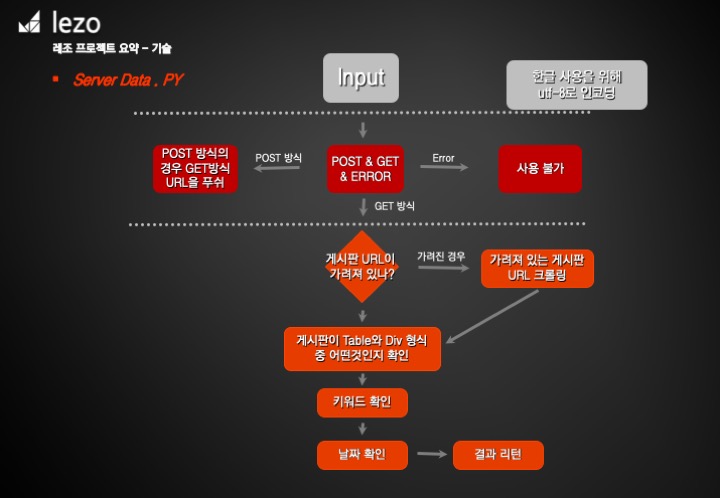 lezo
레조 프로젝트 요약 - 기술
Server Data . PY
Input
한글 사용을 위해
utf-8로 인코딩
POST 방식의
경우 GET방식
URL을 푸쉬
POST 방식
POST & GET
& ERROR
Error
사용 불가
GET 방식
게시판 URL이
가려져 있나?
가려진 경우
가려져 있는 게시판
URL 크롤링
게시판이 Table와 Div 형식
중 어떤것인지 확인
키워드 확인
날짜 확인
결과 리턴